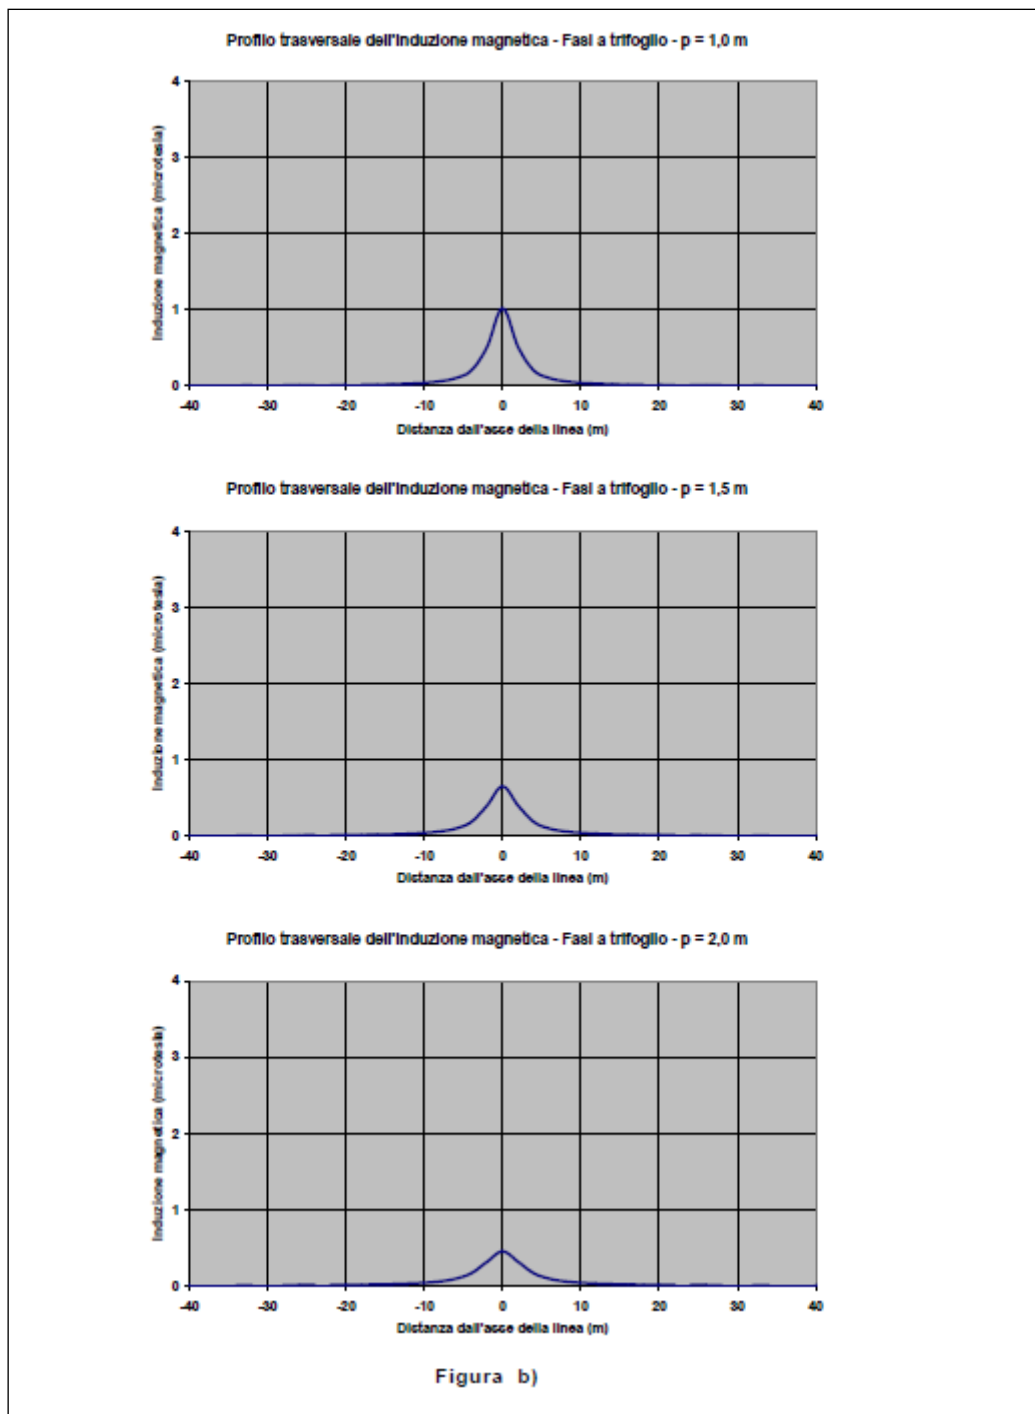 Profilo trasversale dell'induzione magnetica - Fasi a trifoglio - p = 1,0 m
Induzione magnetica (microtesla)
4
3
2
1
0
-40 -30 -20 -10 0 10 20 30 40
Distanza dall'asse della linea (m)
Profilo trasversale dell'induzione magnetica - Fasi a trifoglio - p = 1,5 m
Induzione magnetica (microtesla)
4
3
2
1
0
-40 -30 -20 -10 0 10 20 30 40
Distanza dall'asse della linea (m)
Profilo trasversale dell'induzione magnetica - Fasi a trifoglio - p = 2,0 m
Induzione magnetica (microtesla)
4
3
2
1
0
-40 -30 -20 -10 0 10 20 30 40
Distanza dall'asse della linea (m)
Figura b)